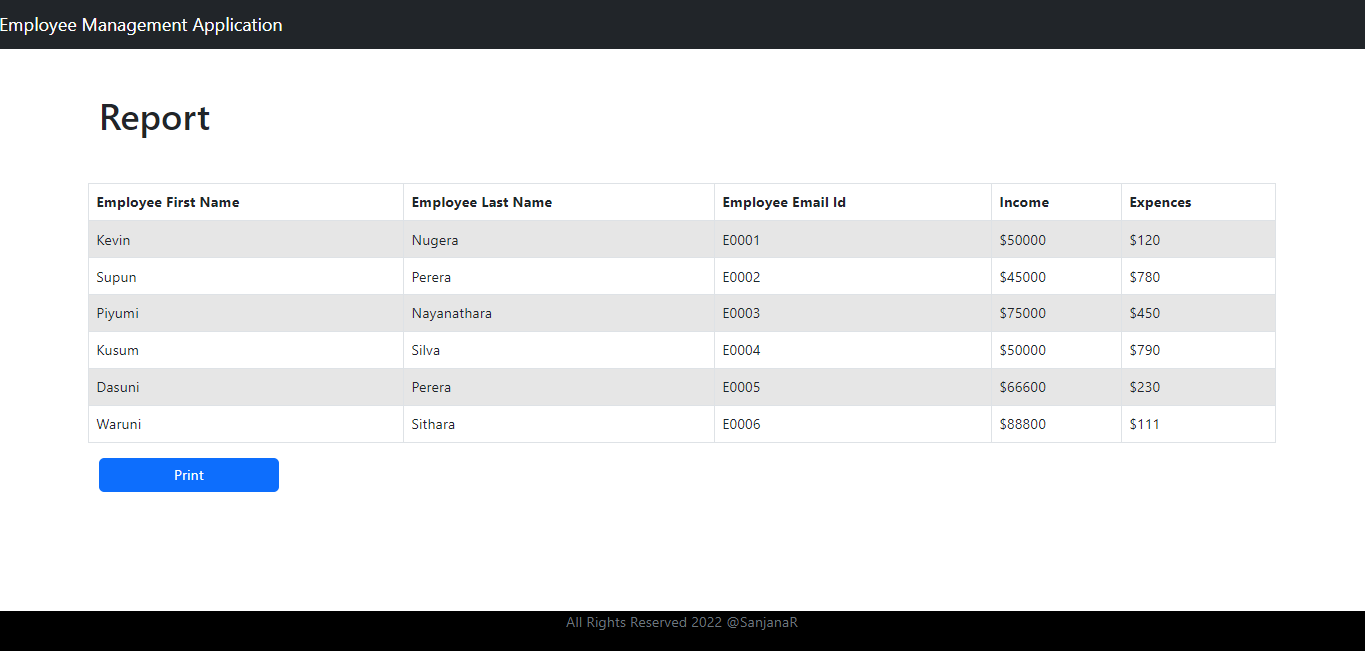 Employee Management Application
Report
Employee First Name Employee Last Name Employee Email Id Income Expences
Kevin Nugera E0001 $50000 $120
Supun Perera E0002 $45000 $780
Piyumi Nayanathara E0003 $75000 $450
Kusum Silva E0004 $50000 $790
Dasuni Perera E0005 $66600 $230
Waruni Sithara E0006 $88800 $111
Print
All Rights Reserved 2022 @SanjanaR